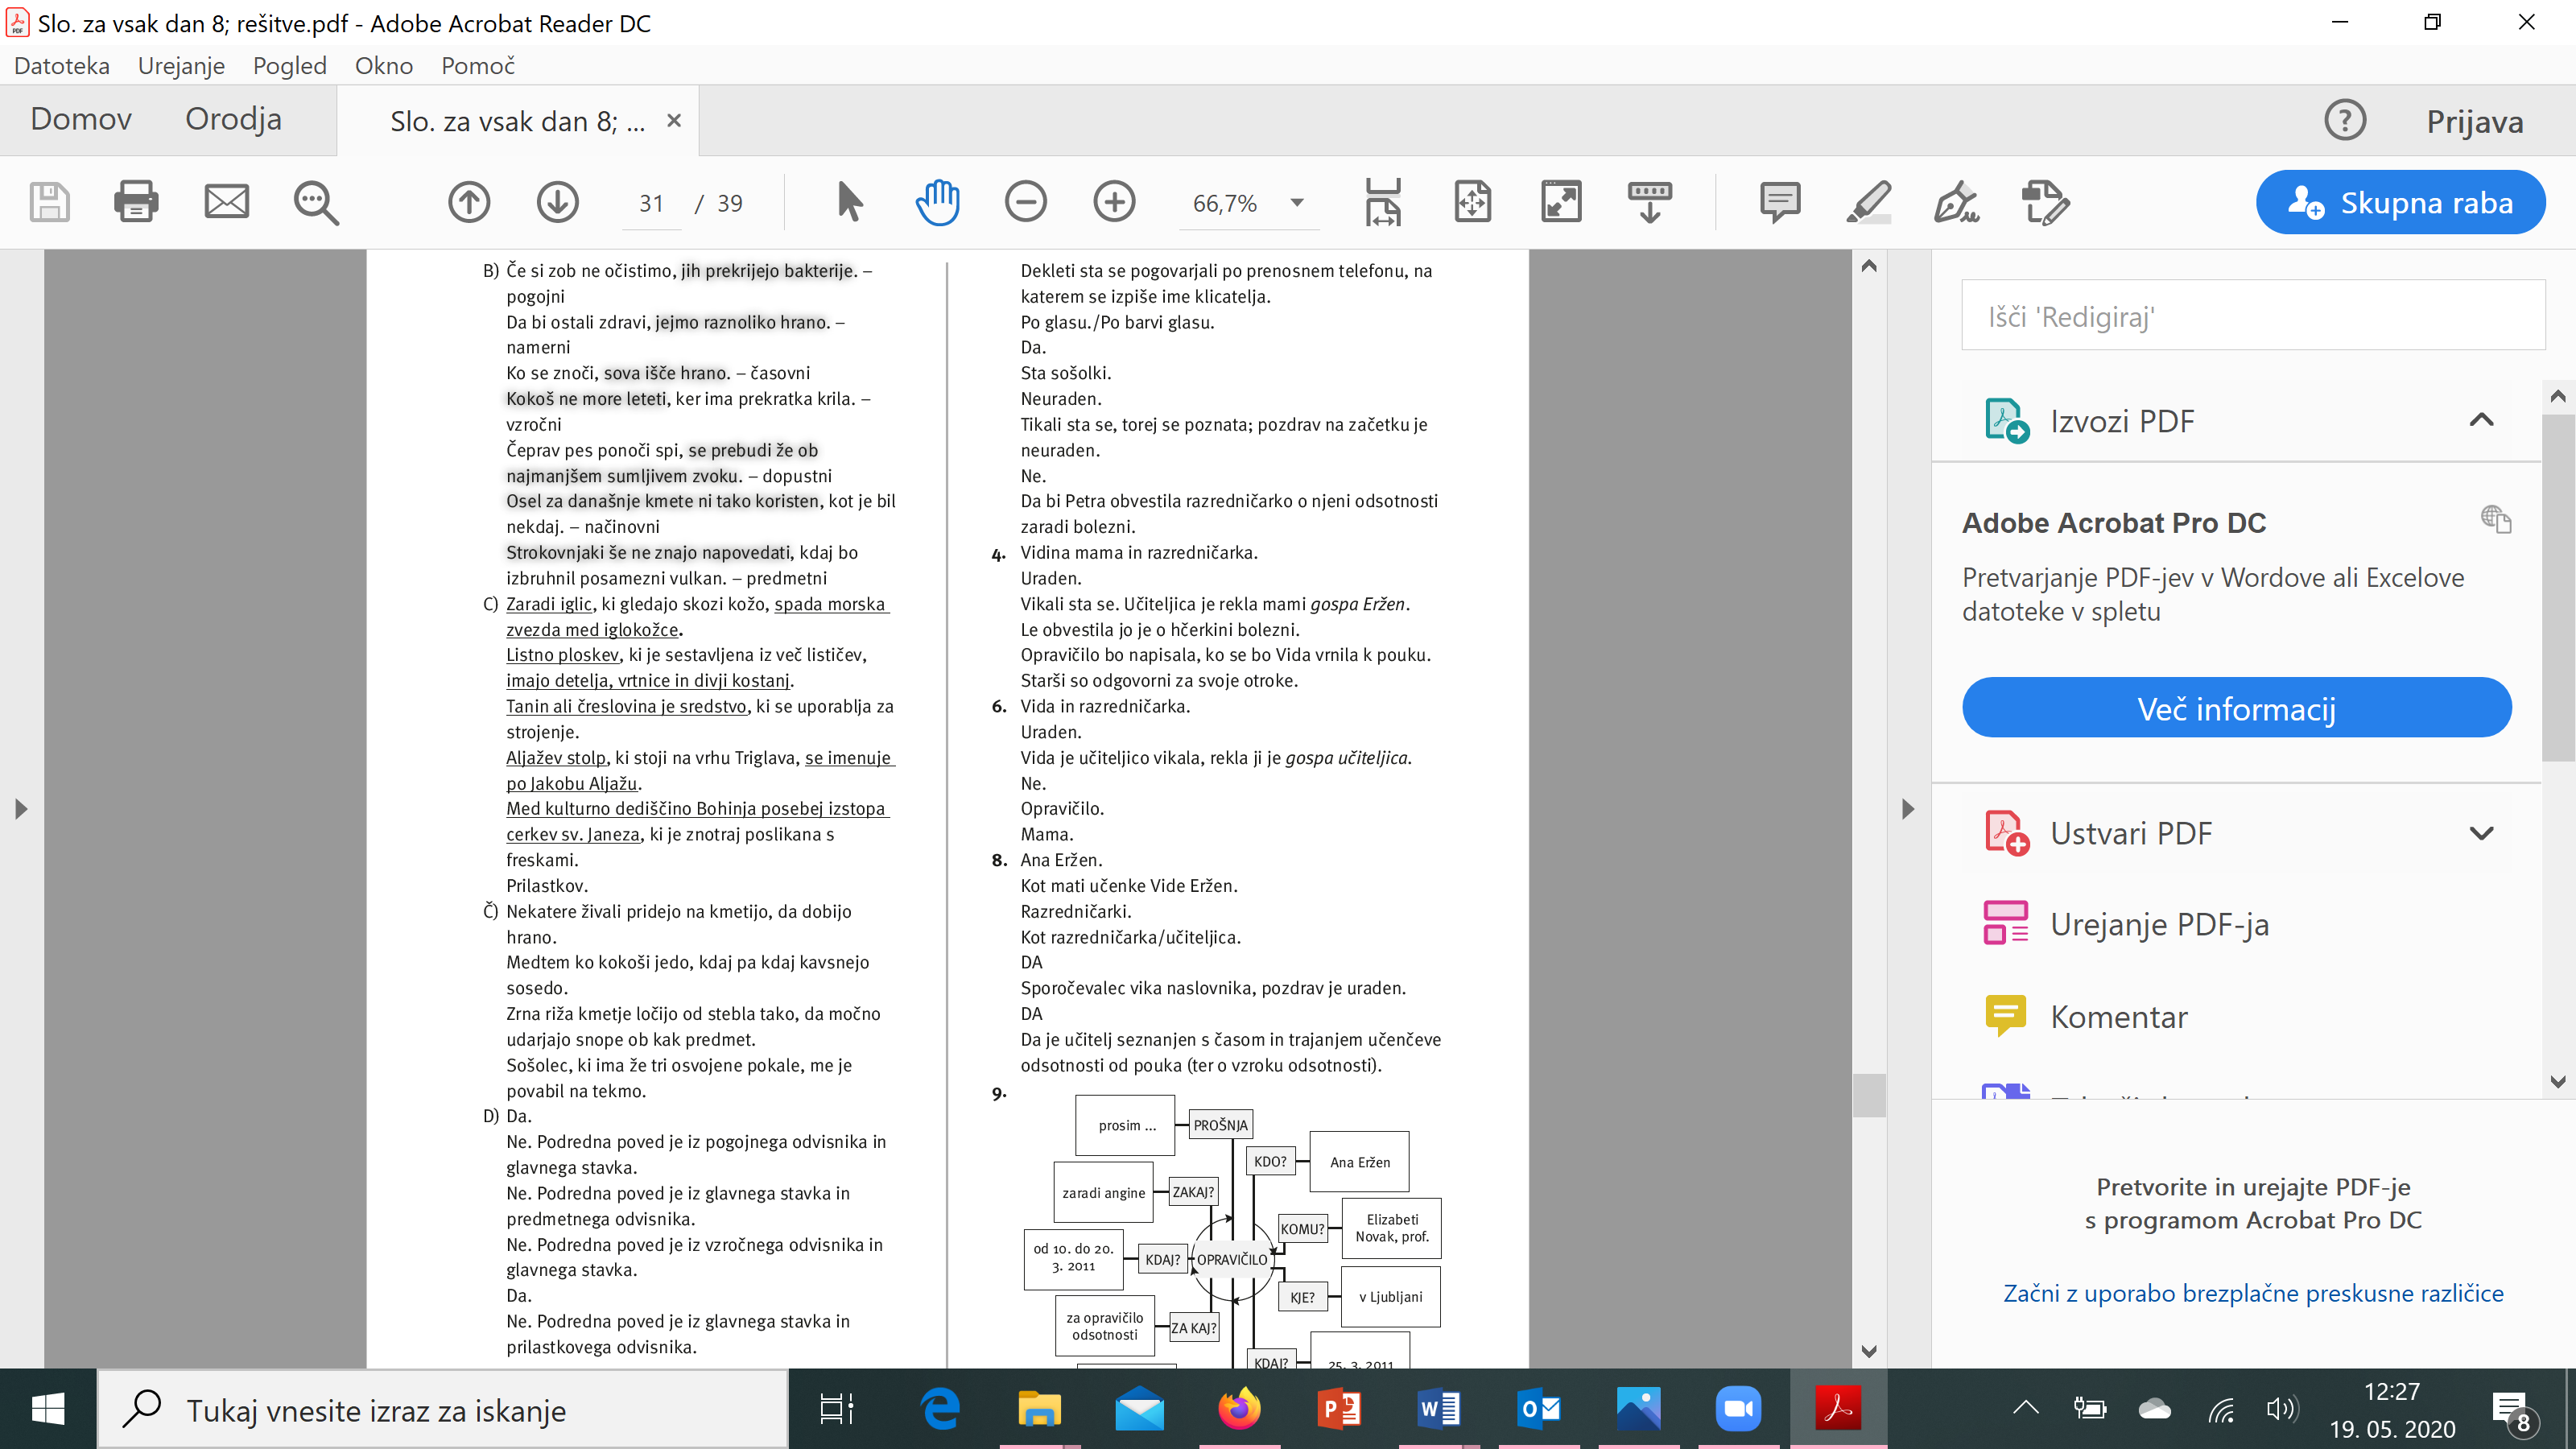 Slo. za vsak dan 8; rešitve.pdf - Adobe Acrobat Reader DC
Datoteka Urejanje Pogled Okno Pomoč
Domov Orodja Slo. za vsak dan 8; ... × Prijava
31 / 39 66,7% Skupna raba
B) Če si zob ne očistimo, jih prekrijejo bakterije. –
pogojni
Da bi ostali zdravi, jejmo raznoliko hrano. –
namerni
Ko se znoči, sova išče hrano. – časovni
Kokoš ne more leteti, ker ima prekratka krila. –
vzročni
Čeprav pes ponoči spi, se prebudi že ob
najmanjšem sumljivem zvoku. – dopustni
Osel za današnje kmete ni tako koristen, kot je bil
nekdaj. – načinovni
Strokovnjaki še ne znajo napovedati, kdaj bo
izbruhnil posamezni vulkan. – predmetni
C) Zaradi iglic, ki gledajo skozi kožo, spada morska
zvezda med iglokožce.
Listno ploskev, ki je sestavljena iz več lističev,
imajo detelja, vrtnice in divji kostanj.
Tanin ali čreslovina je sredstvo, ki se uporablja za
strojenje.
Aljažev stolp, ki stoji na vrhu Triglava, se imenuje
po Jakobu Aljažu.
Med kulturno dediščino Bohinja posebej izstopa
cerkev sv. Janeza, ki je znotraj poslikana s
freskami.
Prilastkov.
Č) Nekatere živali pridejo na kmetijo, da dobijo
hrano.
Medtem ko kokoši jedo, kdaj pa kdaj kavsnejo
sosedo.
Zrna riža kmetje ločijo od stebla tako, da močno
udarjajo snope ob kak predmet.
Sošolec, ki ima že tri osvojene pokale, me je
povabil na tekmo.
D) Da.
Ne. Podredna poved je iz pogojnega odvisnika in
glavnega stavka.
Ne. Podredna poved je iz glavnega stavka in
predmetnega odvisnika.
Ne. Podredna poved je iz vzročnega odvisnika in
glavnega stavka.
Da.
Ne. Podredna poved je iz glavnega stavka in
prilastkovega odvisnika.
Dekleti sta se pogovarjali po prenosnem telefonu, na
katerem se izpiše ime klicatelja.
Po glasu./Po barvi glasu.
Da.
Sta sošolki.
Neuraden.
Tikali sta se, torej se poznata; pozdrav na začetku je
neuraden.
Ne.
Da bi Petra obvestila razredničarko o njeni odsotnosti
zaradi bolezni.
4. Vidina mama in razredničarka.
Uraden.
Vikali sta se. Učiteljica je rekla mami gospa Eržen.
Le obvestila jo je o hčerkini bolezni.
Opravičilo bo napisala, ko se bo Vida vrnila k pouku.
Starši so odgovorni za svoje otroke.
6. Vida in razredničarka.
Uraden.
Vida je učiteljico vikala, rekla ji je gospa učiteljica.
Ne.
Opravičilo.
Mama.
8. Ana Eržen.
Kot mati učenke Vide Eržen.
Razredničarki.
Kot razredničarka/učiteljica.
DA
Sporočevalec vika naslovnika, pozdrav je uraden.
DA
Da je učitelj seznanjen s časom in trajanjem učenčeve
odsotnosti od pouka (ter o vzroku odsotnosti).
9.
prosim ... PROŠNJA
KDO? Ana Eržen
zaradi angine ZAKAJ?
KOMU? Elizabeti
Novak, prof.
od 10. do 20.
3. 2011
KDAJ? OPRAVIČILO
KJE? v Ljubljani
za opravičilo
odsotnosti
ZA KAJ?
KDAJ? 25. 3. 2011
Išči 'Redigiraj'
Izvozi PDF
Adobe Acrobat Pro DC
Pretvarjanje PDF-jev v Wordove ali Excelove
datoteke v spletu
Več informacij
Ustvari PDF
Urejanje PDF-ja
Komentar
Pretvorite in urejajte PDF-je
s programom Acrobat Pro DC
Začni z uporabo brezplačne preskusne različice
Tukaj vnesite izraz za iskanje
12:27
19. 05. 2020
8